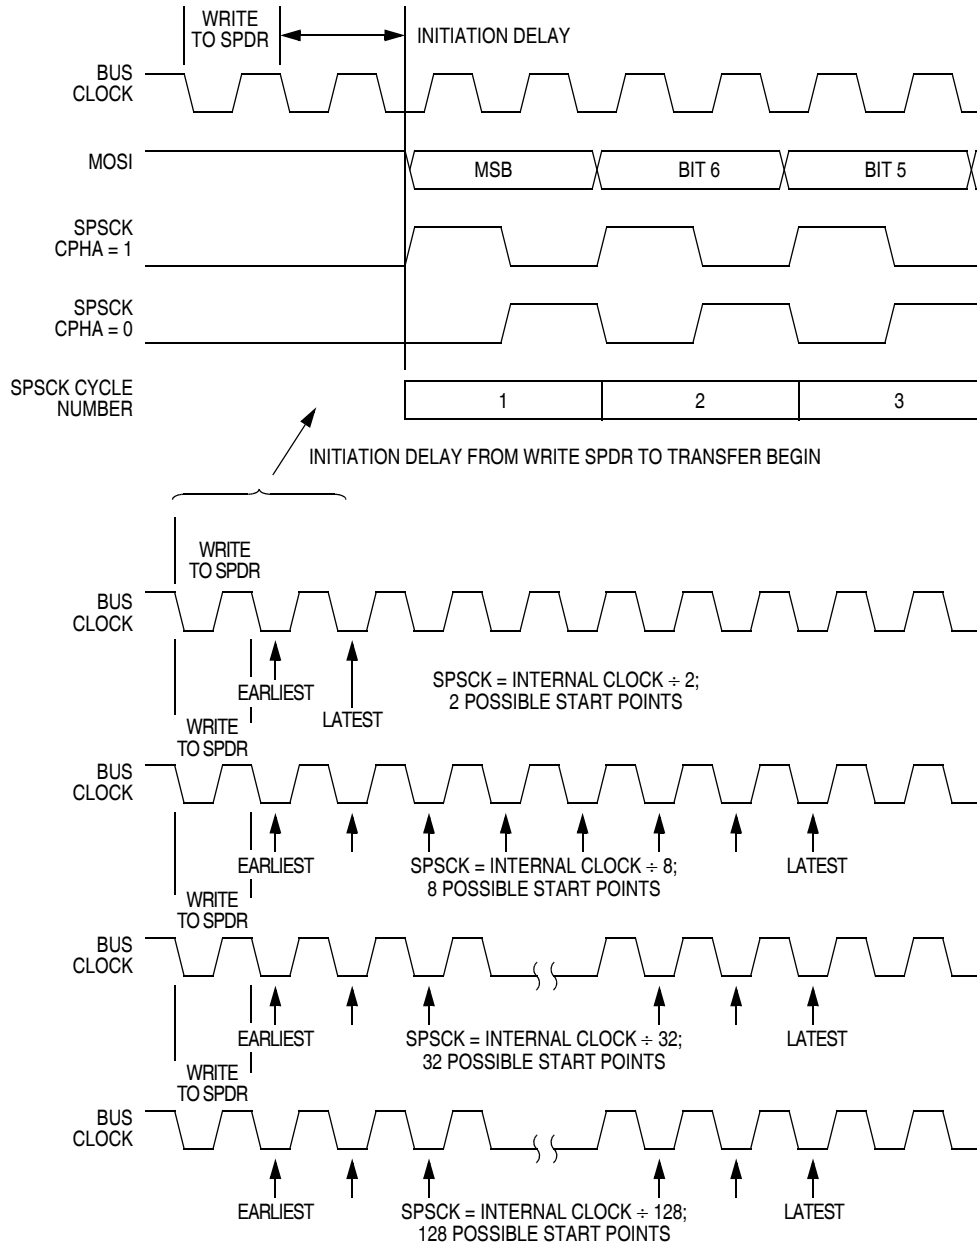 WRITE
TO SPDR
INITIATION DELAY
BUS
CLOCK
MOSI
MSB
BIT 6
BIT 5
SPSCK
CPHA = 1
SPSCK
CPHA = 0
SPSCK CYCLE
NUMBER
1
2
3
INITIATION DELAY FROM WRITE SPDR TO TRANSFER BEGIN
WRITE
TO SPDR
BUS
CLOCK
EARLIEST
LATEST
SPSCK = INTERNAL CLOCK ÷ 2;
2 POSSIBLE START POINTS
WRITE
TO SPDR
BUS
CLOCK
EARLIEST
SPSCK = INTERNAL CLOCK ÷ 8;
8 POSSIBLE START POINTS
LATEST
WRITE
TO SPDR
BUS
CLOCK
EARLIEST
SPSCK = INTERNAL CLOCK ÷ 32;
32 POSSIBLE START POINTS
LATEST
WRITE
TO SPDR
BUS
CLOCK
EARLIEST
SPSCK = INTERNAL CLOCK ÷ 128;
128 POSSIBLE START POINTS
LATEST